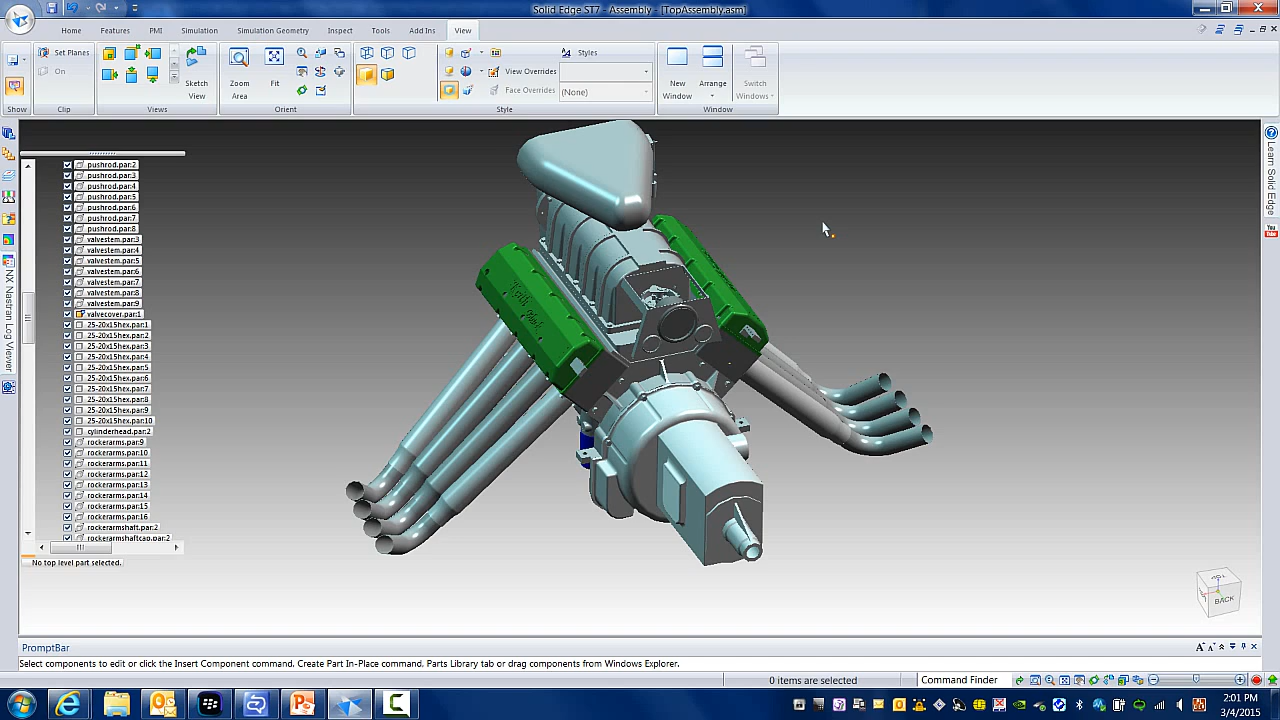 Solid Edge ST7 - Assembly - [TopAssembly.asm]
Home Features PMI Simulation Simulation Geometry Inspect Tools Add Ins View
Set Planes
On
Sketch
View
Zoom
Area
Fit
Styles
View Overrides
Face Overrides
(None)
New
Window
Arrange
Switch
Windows
Show Clip Views Orient Style Window
Learn Solid Edge
You
Tube
NX Nastran Log Viewer
pushrod.par:2
pushrod.par:3
pushrod.par:4
pushrod.par:5
pushrod.par:6
pushrod.par:7
pushrod.par:8
valvestem.par:3
valvestem.par:4
valvestem.par:5
valvestem.par:6
valvestem.par:7
valvestem.par:8
valvestem.par:9
valvecover.par:1
25-20x15hex.par:1
25-20x15hex.par:2
25-20x15hex.par:3
25-20x15hex.par:4
25-20x15hex.par:5
25-20x15hex.par:6
25-20x15hex.par:7
25-20x15hex.par:8
25-20x15hex.par:9
25-20x15hex.par:10
cylinderhead.par:2
rockerarms.par:9
rockerarms.par:10
rockerarms.par:11
rockerarms.par:12
rockerarms.par:13
rockerarms.par:14
rockerarms.par:15
rockerarms.par:16
rockerarmshaft.par:2
rockerarmshaftcap.par:2
No top level part selected.
BACK
PromptBar
Select components to edit or click the Insert Component command. Create Part In-Place command. Parts Library tab or drag components from Windows Explorer.
0 items are selected
Command Finder
2:01 PM
3/4/2015